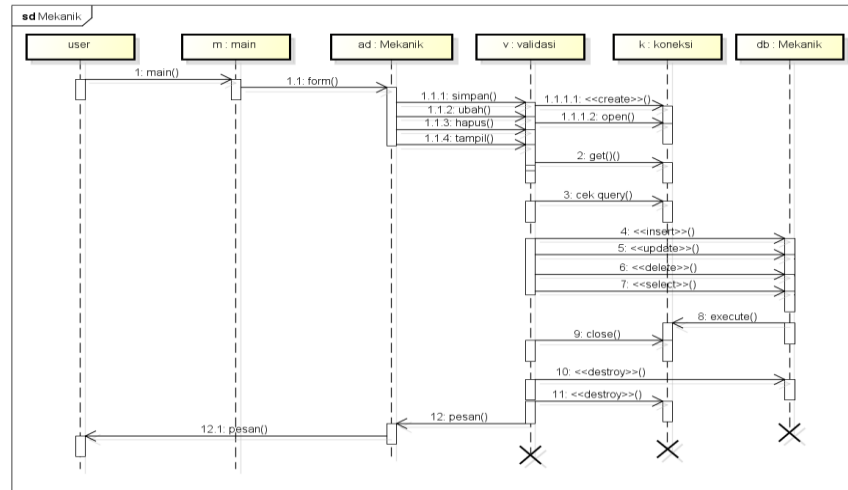 sd Mekanik
user
m : main
ad : Mekanik
v : validasi
k : koneksi
db : Mekanik
1: main()
1.1: form()
1.1.1: simpan()
1.1.1.1: <<create>>()
1.1.2: ubah()
1.1.1.2: open()
1.1.3: hapus()
1.1.4: tampil()
2: get()()
3: cek query()
4: <<insert>>()
5: <<update>>()
6: <<delete>>()
7: <<select>>()
8: execute()
9: close()
10: <<destroy>>()
11: <<destroy>>()
12: pesan()
12.1: pesan()